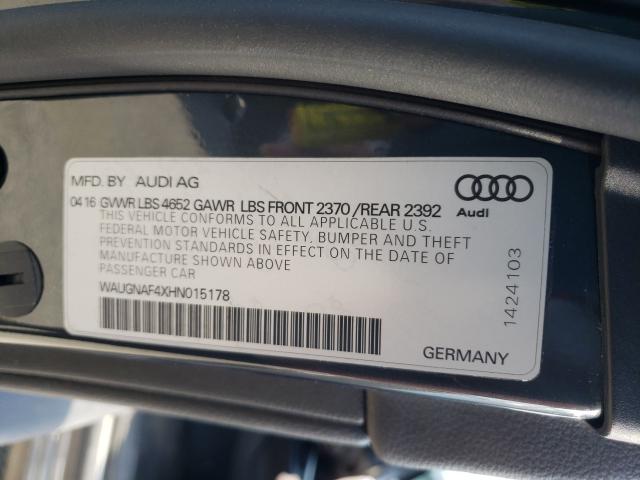 MFD. BY AUDI AG
04 16 GVWR LBS 4652 GAWR LBS FRONT 2370 / REAR 2392
THIS VEHICLE CONFORMS TO ALL APPLICABLE U.S.
FEDERAL MOTOR VEHICLE SAFETY, BUMPER AND THEFT
PREVENTION STANDARDS IN EFFECT ON THE DATE OF
MANUFACTURE SHOWN ABOVE
PASSENGER CAR
WAUGNAF4XHN015178
Audi
1424103
GERMANY